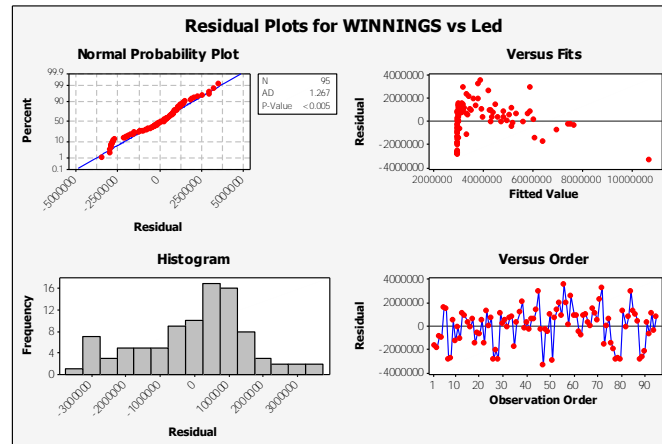 Residual Plots for WINNINGS vs Led
Normal Probability Plot
99.9
99
90
50
10
1
0.1
Percent
-5000000
-2500000
0
2500000
5000000
Residual
N 95
AD 1.267
P-Value <0.005
Versus Fits
4000000
2000000
0
-2000000
-4000000
Residual
2000000 4000000 6000000 8000000 10000000
Fitted Value
Histogram
16
12
8
4
0
Frequency
-3000000
-2000000
-1000000
0
1000000
2000000
3000000
Residual
Versus Order
4000000
2000000
0
-2000000
-4000000
Residual
1 10 20 30 40 50 60 70 80 90
Observation Order